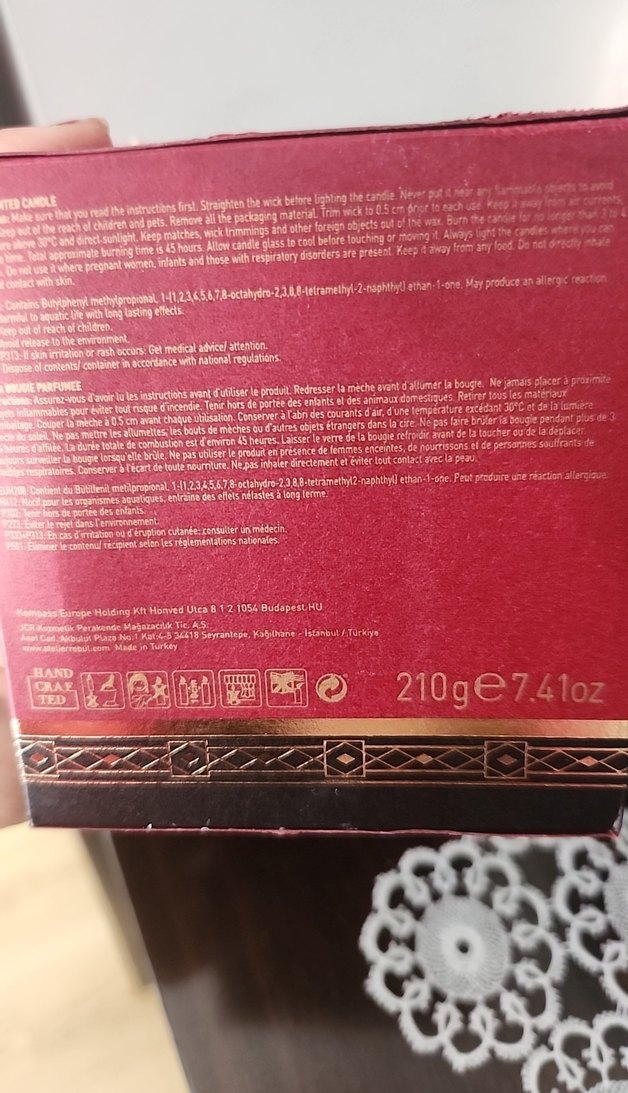 NTED CANDLE
Make sure that you read the instructions first. Straighten the wick before lighting the candle. Never put it near any flammable objects to avoid
out of the reach of children and pets. Remove all the packaging material. Trim wick to 0.5 cm prior to each use. Keep it away from air currents,
above 30°C and direct sunlight. Keep matches, wick trimmings and other foreign objects out of the wax. Burn the candle for no longer than 3 to 4
time. Total approximate burning time is 45 hours. Allow candle glass to cool before touching or moving it. Always light the candles where you can
Do not use it where pregnant women, infants and those with respiratory disorders are present. Keep it away from any food. Do not directly inhale
contact with skin.
Contains Butylphenyl methylpropional, 1-(1,2,3,4,5,6,7,8-octahydro-2,3,8,8-tetramethyl-2-naphthyl) ethan-1-one. May produce an allergic reaction
harmful to aquatic life with long lasting effects.
Keep out of reach of children.
Avoid release to the environment.
P313: If skin irritation or rash occurs: Get medical advice/ attention.
Dispose of contents/ container in accordance with national regulations.
BOUGIE PARFUMEE
Assurez-vous d'avoir lu les instructions avant d'utiliser le produit. Redresser la mèche avant d'allumer la bougie. Ne jamais placer à proximite
inflammables pour éviter tout risque d'incendie. Tenir hors de portée des enfants et des animaux domestiques. Retirer tous les matériaux
Couper la mèche à 0.5 cm avant chaque utilisation. Conserver à l'abri des courants d'air, d'une température excédant 30°C et de la lumière
du soleil. Ne pas mettre les allumettes, les bouts de mèches ou d'autres objets étrangers dans la cire. Ne pas faire brûler la bougie pendant plus de 3
heures d'affilée. La durée totale de combustion est d'environ 45 heures. Laisser le verre de la bougie refroidir avant de la toucher ou de la déplacer.
surveiller la bougie lorsqu'elle brûle. Ne pas utiliser le produit en présence de femmes enceintes, de nourrissons et de personnes souffrants de
respiratoires. Conserver à l'écart de toute nourriture. Ne pas inhaler directement et éviter tout contact avec la peau.
EUH208: Contient du Bütilfenil metilpropional, 1-(1,2,3,4,5,6,7,8-octahydro-2,3,8,8-tetramethyl2-naphthyl) ethan-1-one. Peut produire une réaction allergique.
H412: Nocif pour les organismes aquatiques, entraîne des effets néfastes à long terme.
P102: Tenir hors de portée des enfants.
P273: Éviter le rejet dans l'environnement.
P333+P313: En cas d'irritation ou d'éruption cutanée: consulter un médecin.
P501: Éliminer le contenu/ récipient selon les réglementations nationales.
Kompass Europe Holding Kft Honved Utca 8 1 2 1054 Budapest HU
JCR Kozmetik Perakende Mağazacılık Tic. A.Ş.
Ayazağa Cad. Akbulut Plaza No:1 Kat:4-5 34418 Seyrantepe, Kağıthane - İstanbul / Türkiye
www.atelierrebul.com Made in Turkey
HAND
CRAF
TED
210g℮7.41oz